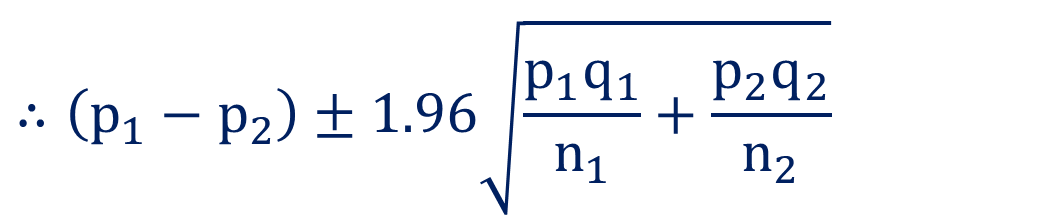 ∴ (p₁ − p₂) ± 1.96 √(p₁q₁/n₁ + p₂q₂/n₂)